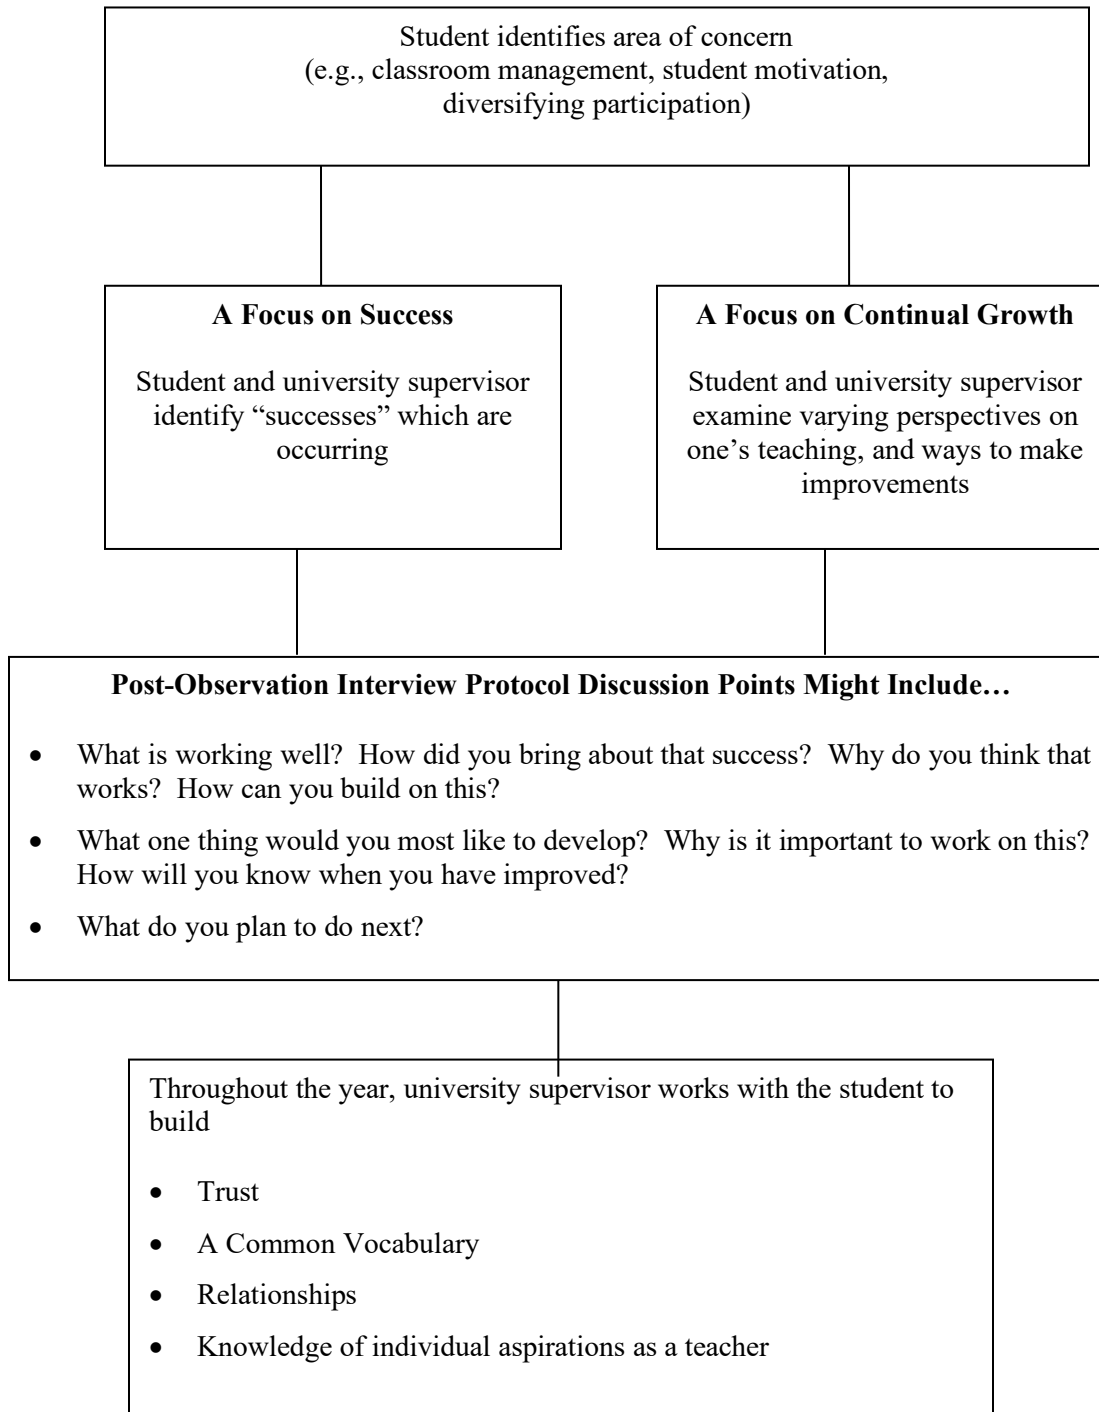 Student identifies area of concern
(e.g., classroom management, student motivation,
diversifying participation)
A Focus on Success
Student and university supervisor
identify “successes” which are
occurring
A Focus on Continual Growth
Student and university supervisor
examine varying perspectives on
one’s teaching, and ways to make
improvements
Post-Observation Interview Protocol Discussion Points Might Include…
• What is working well?  How did you bring about that success?  Why do you think that
works?  How can you build on this?
• What one thing would you most like to develop?  Why is it important to work on this?
How will you know when you have improved?
• What do you plan to do next?
Throughout the year, university supervisor works with the student to
build
• Trust
• A Common Vocabulary
• Relationships
• Knowledge of individual aspirations as a teacher